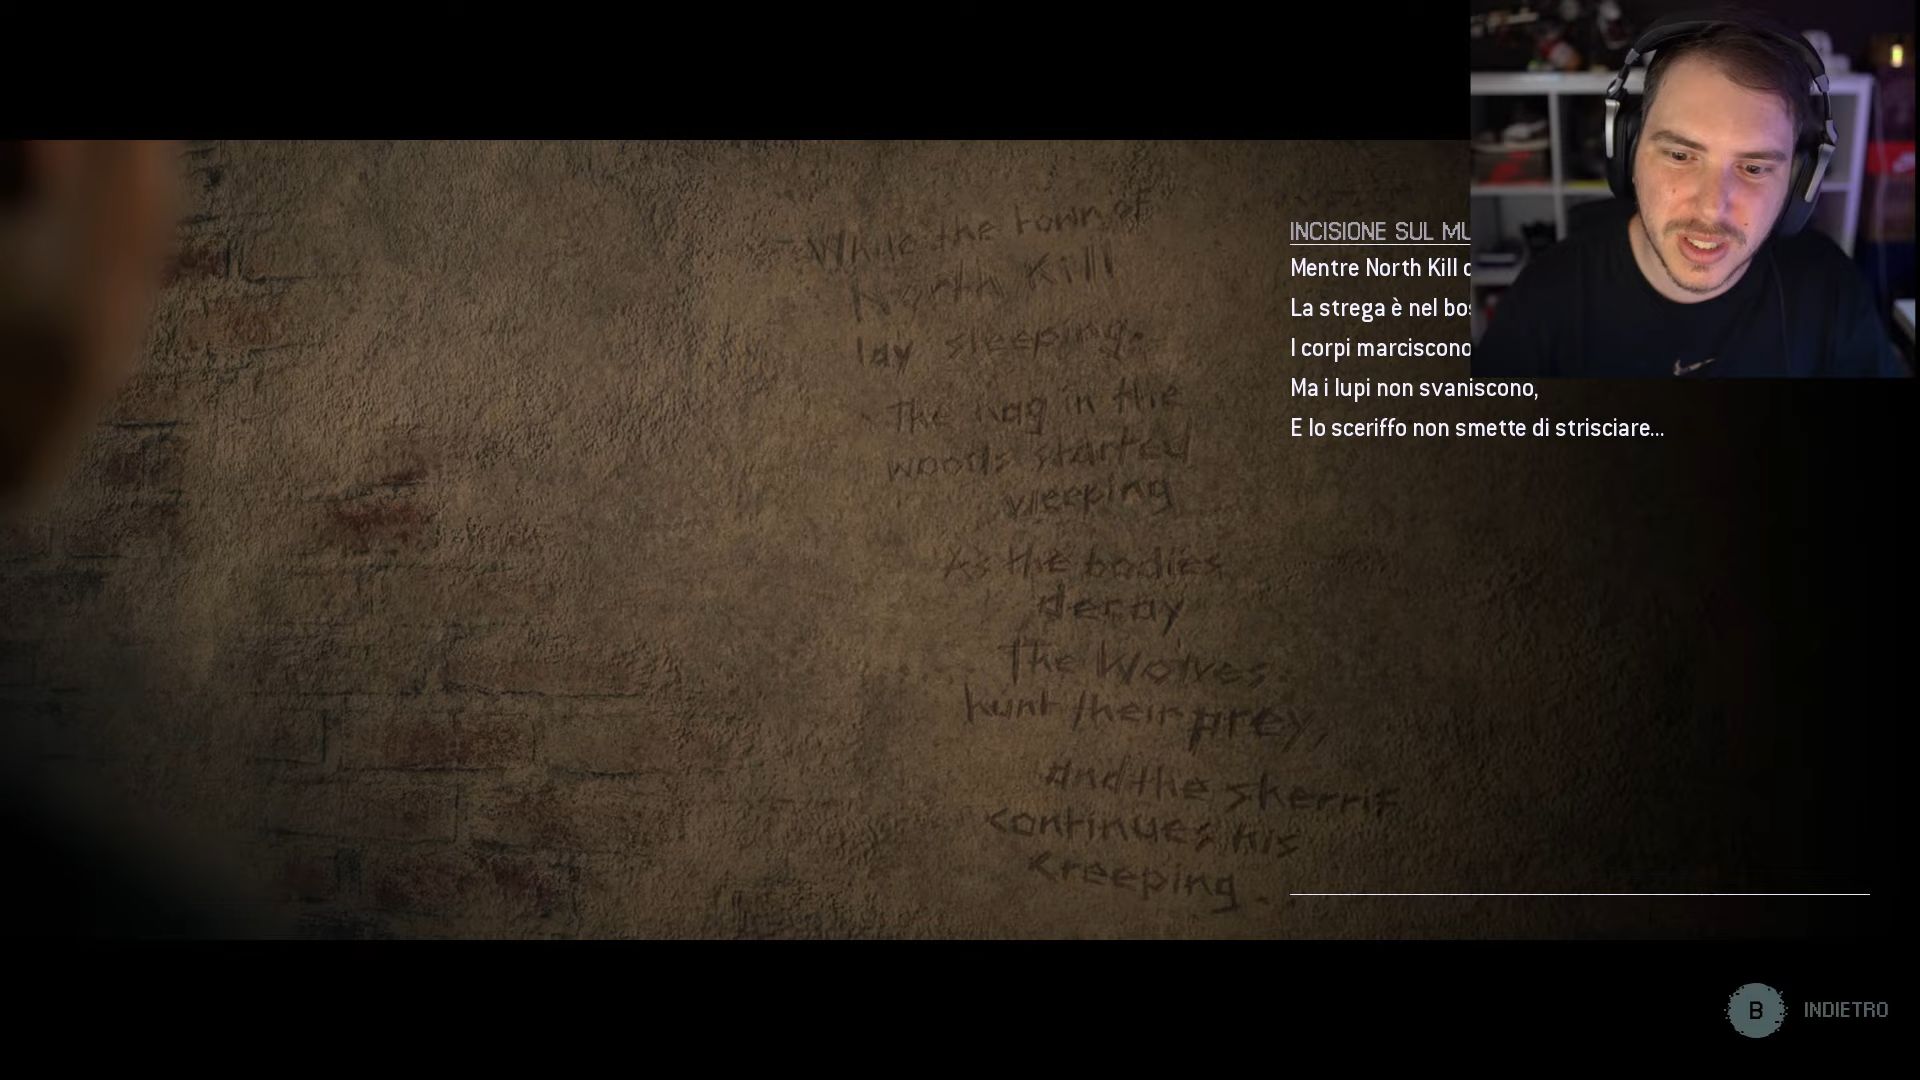 While the town of
North Kill
lay sleeping.
The hag in the
woods started
weeping
As the bodies
decay
The Wolves
hunt their prey,
and the sherrif
continues his
creeping.
INCISIONE SUL MU
Mentre North Kill
La strega è nel bos
I corpi marciscono
Ma i lupi non svaniscono,
E lo sceriffo non smette di strisciare...
B INDIETRO